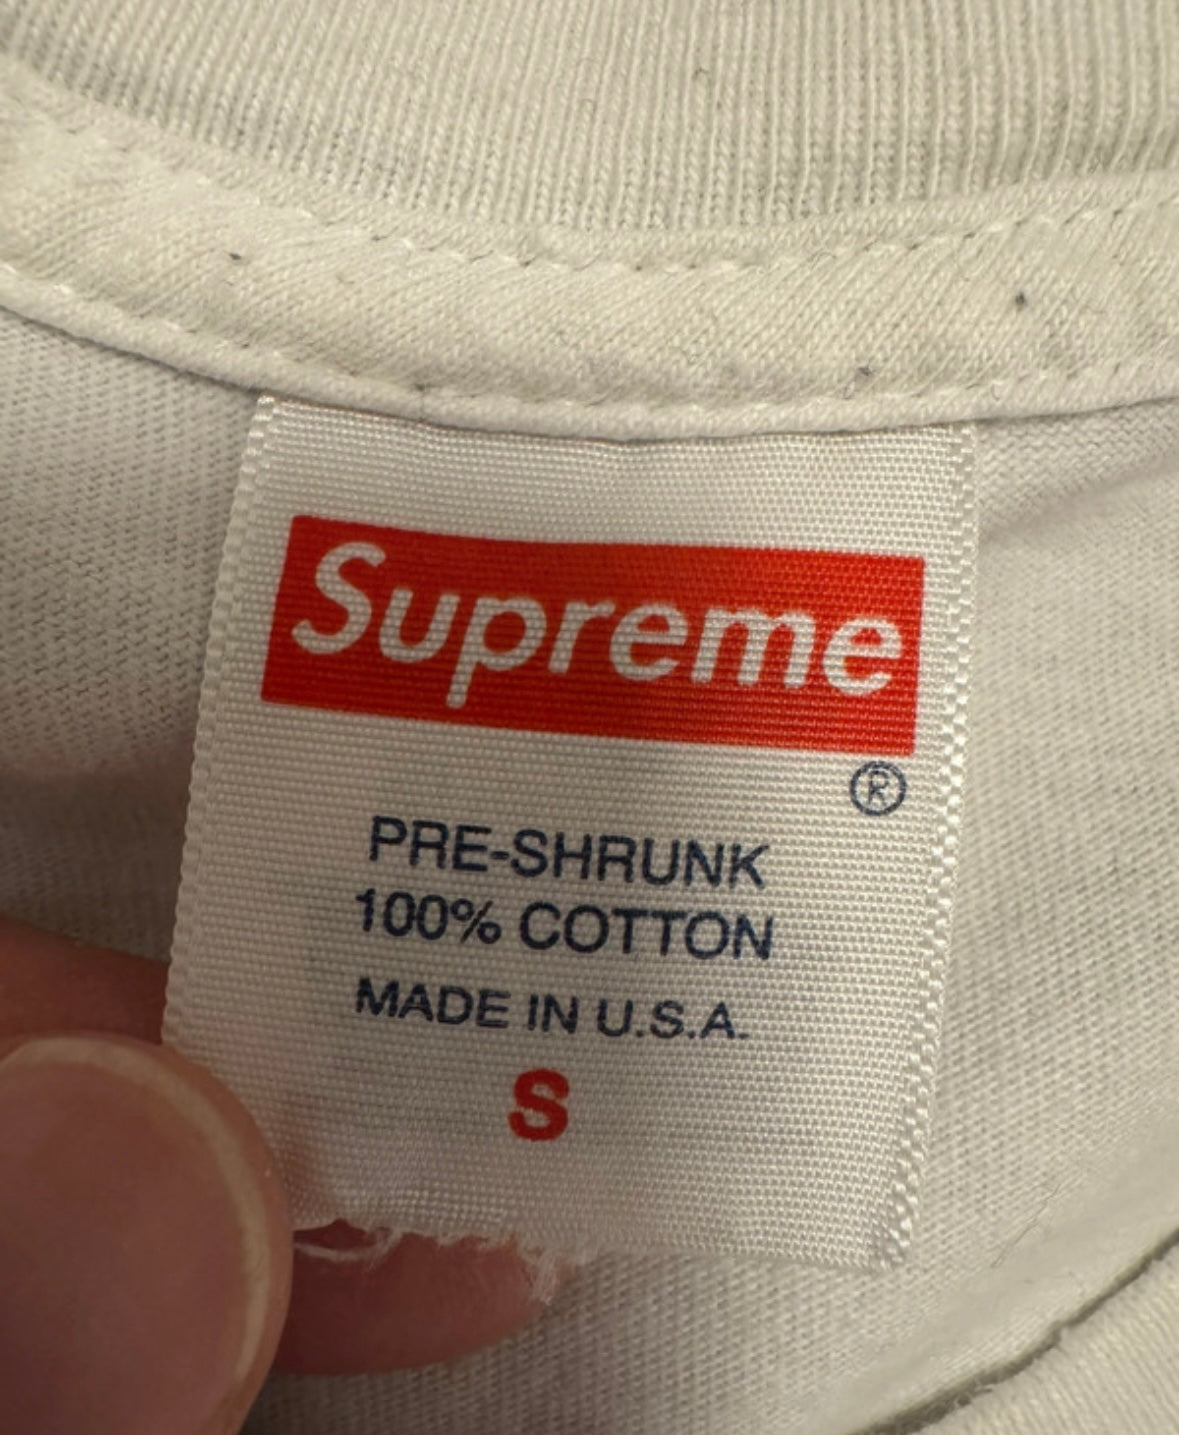 Supreme
®
PRE-SHRUNK
100% COTTON
MADE IN U.S.A.
S